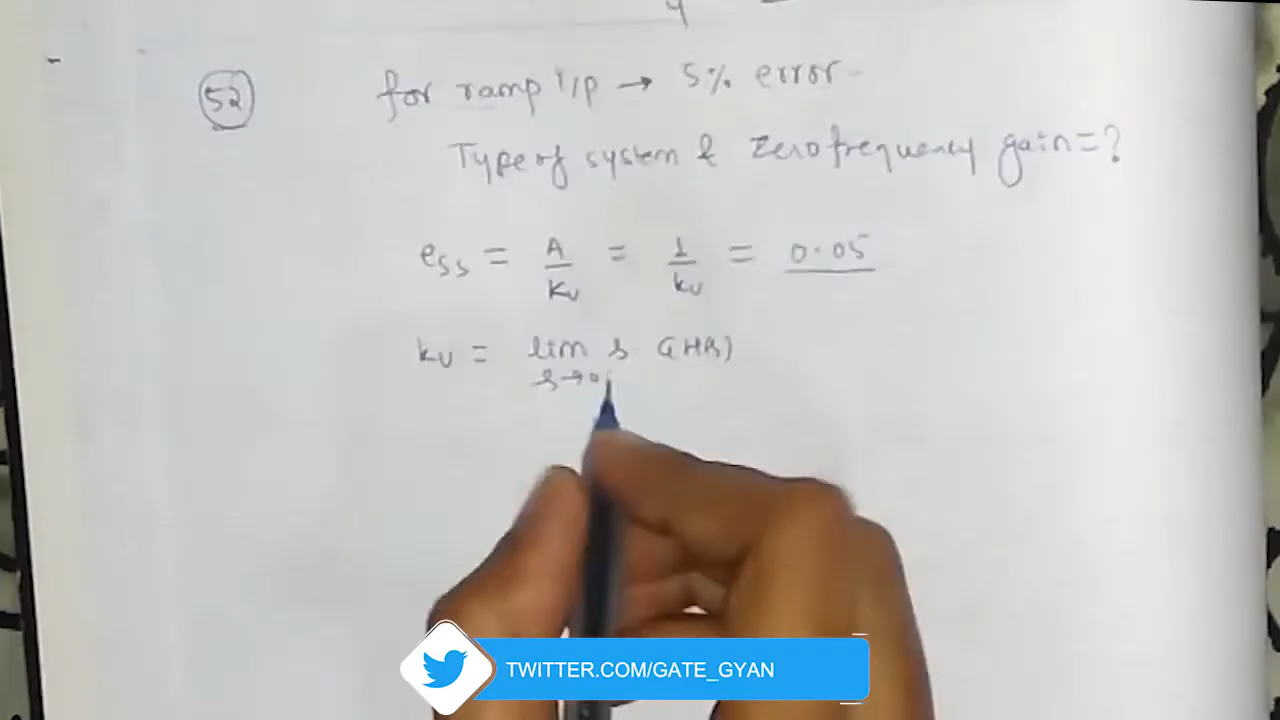 52 for ramp i/p → 5% error
Type of system & zero frequency gain = ?
ess = A/Kv = 1/Kv = 0.05
Kv = lim s→0 s G(s)
TWITTER.COM/GATE_GYAN